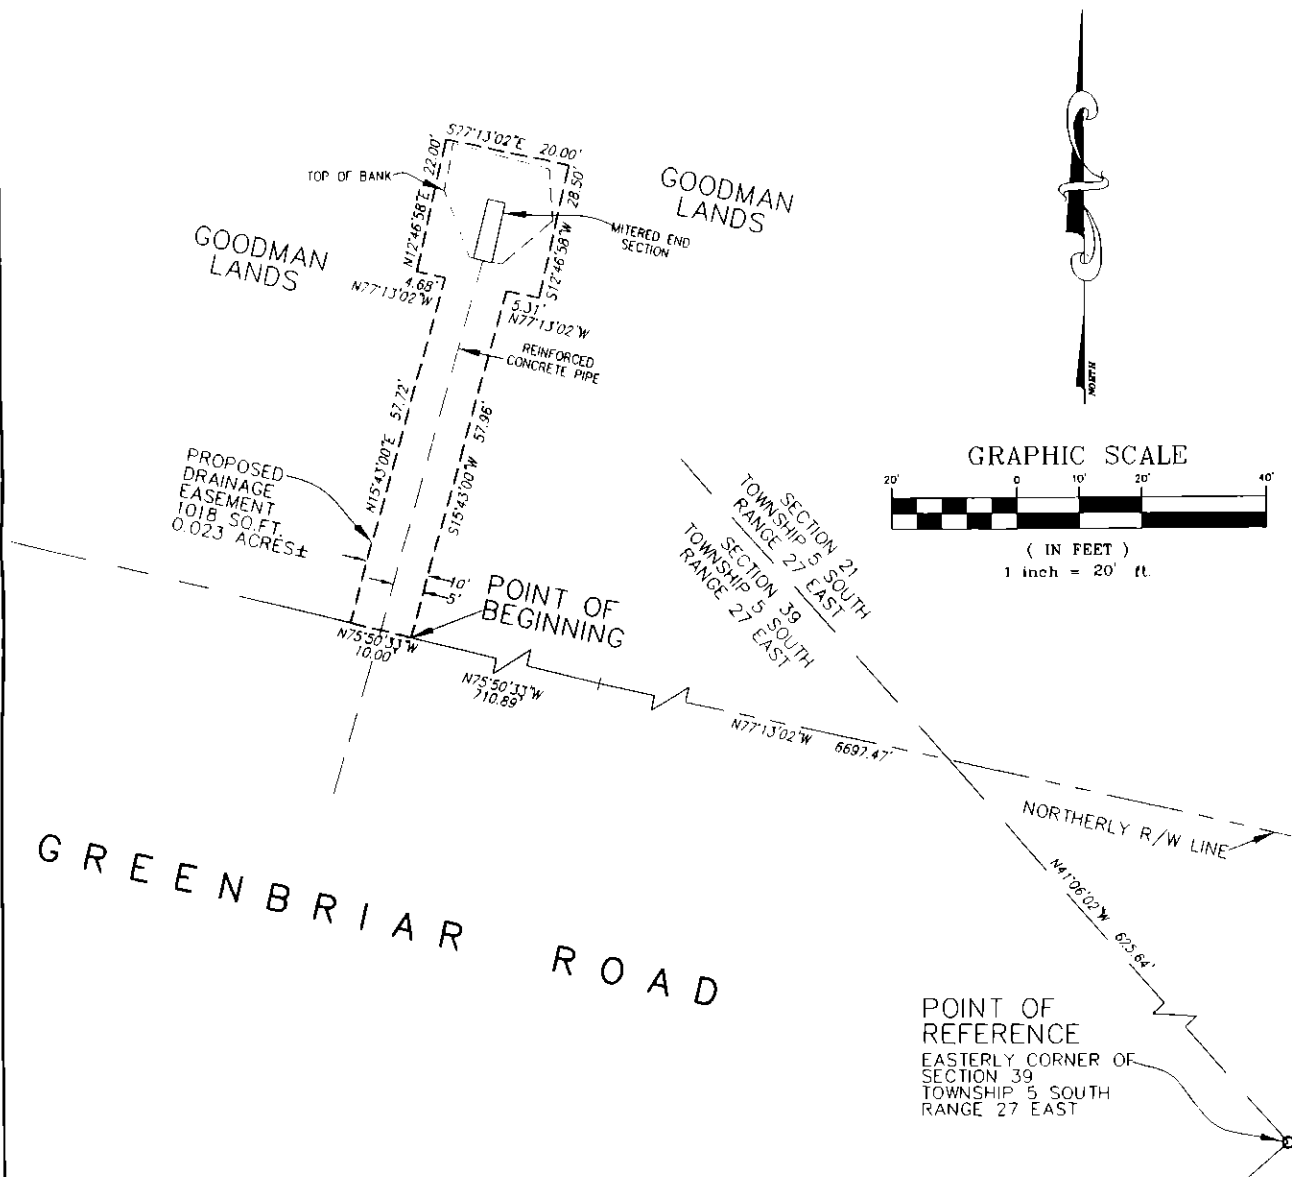 S77°13'02"E 20.00'
22.00'
N12°46'58"E
TOP OF BANK
28.50'
S12°46'58"W
GOODMAN
LANDS
MITERED END
SECTION
GOODMAN
LANDS
4.68'
N77°13'02"W
5.31'
N77°13'02"W
REINFORCED
CONCRETE PIPE
N15°43'00"E 57.72'
S15°43'00"W 57.96'
PROPOSED
DRAINAGE
EASEMENT
1018 SQ.FT.
0.023 ACRES±
10'
5'
POINT OF
BEGINNING
N75°50'33"W
10.00'
N75°50'33"W
710.89'
N77°13'02"W 6697.47'
SECTION 21
TOWNSHIP 5 SOUTH
RANGE 27 EAST
SECTION 39
TOWNSHIP 5 SOUTH
RANGE 27 EAST
NORTH
GRAPHIC SCALE
20' 0 10' 20' 40'
( IN FEET )
1 inch = 20' ft.
NORTHERLY R/W LINE
N41°06'02"W 625.64'
GREENBRIAR ROAD
POINT OF
REFERENCE
EASTERLY CORNER OF
SECTION 39
TOWNSHIP 5 SOUTH
RANGE 27 EAST